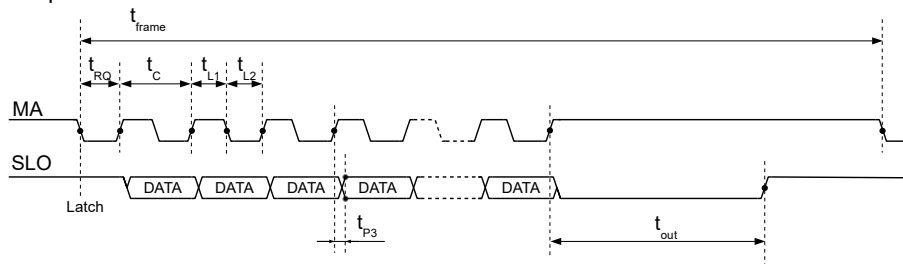 t_frame
t_RQ t_C t_L1 t_L2
MA
SLO
DATA DATA DATA DATA DATA
Latch
t_P3
t_out